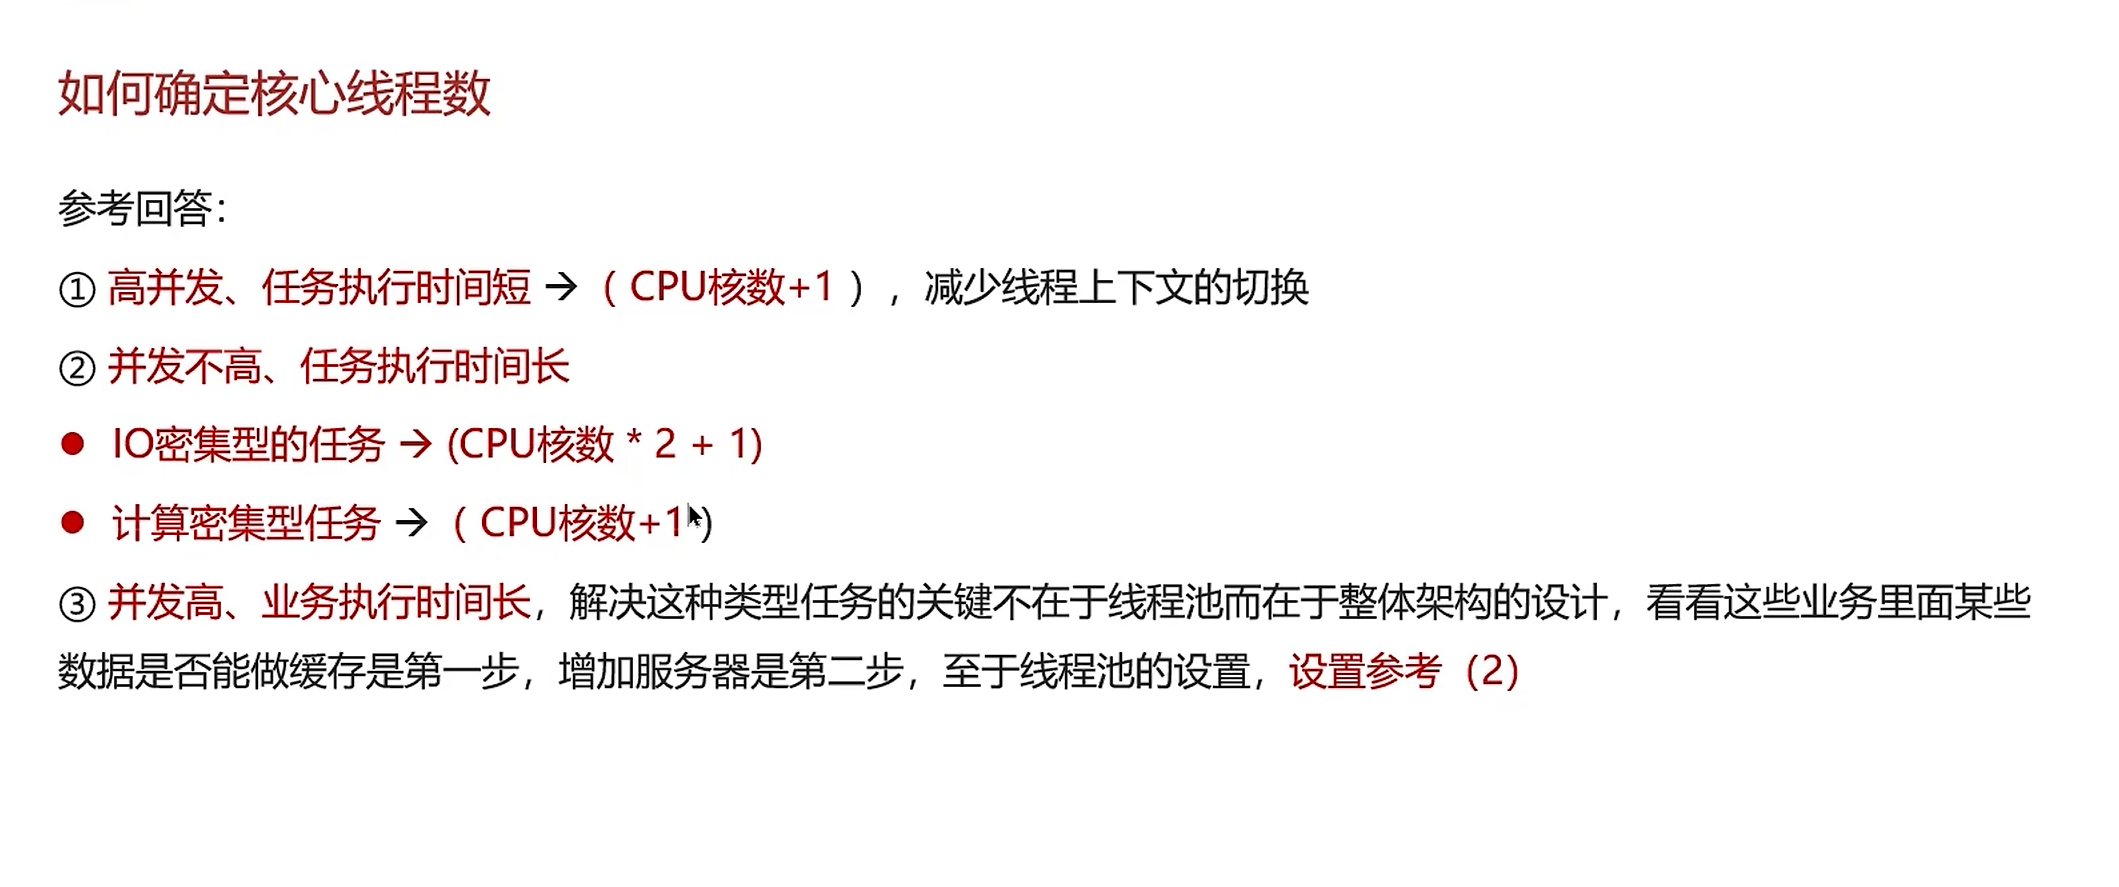 如何确定核心线程数
参考回答：
① 高并发、任务执行时间短 → （ CPU核数+1 ），减少线程上下文的切换
② 并发不高、任务执行时间长
● IO密集型的任务 → (CPU核数 * 2 + 1)
● 计算密集型任务 → （ CPU核数+1 ）
③ 并发高、业务执行时间长，解决这种类型任务的关键不在于线程池而在于整体架构的设计，看看这些业务里面某些
数据是否能做缓存是第一步，增加服务器是第二步，至于线程池的设置，设置参考（2）